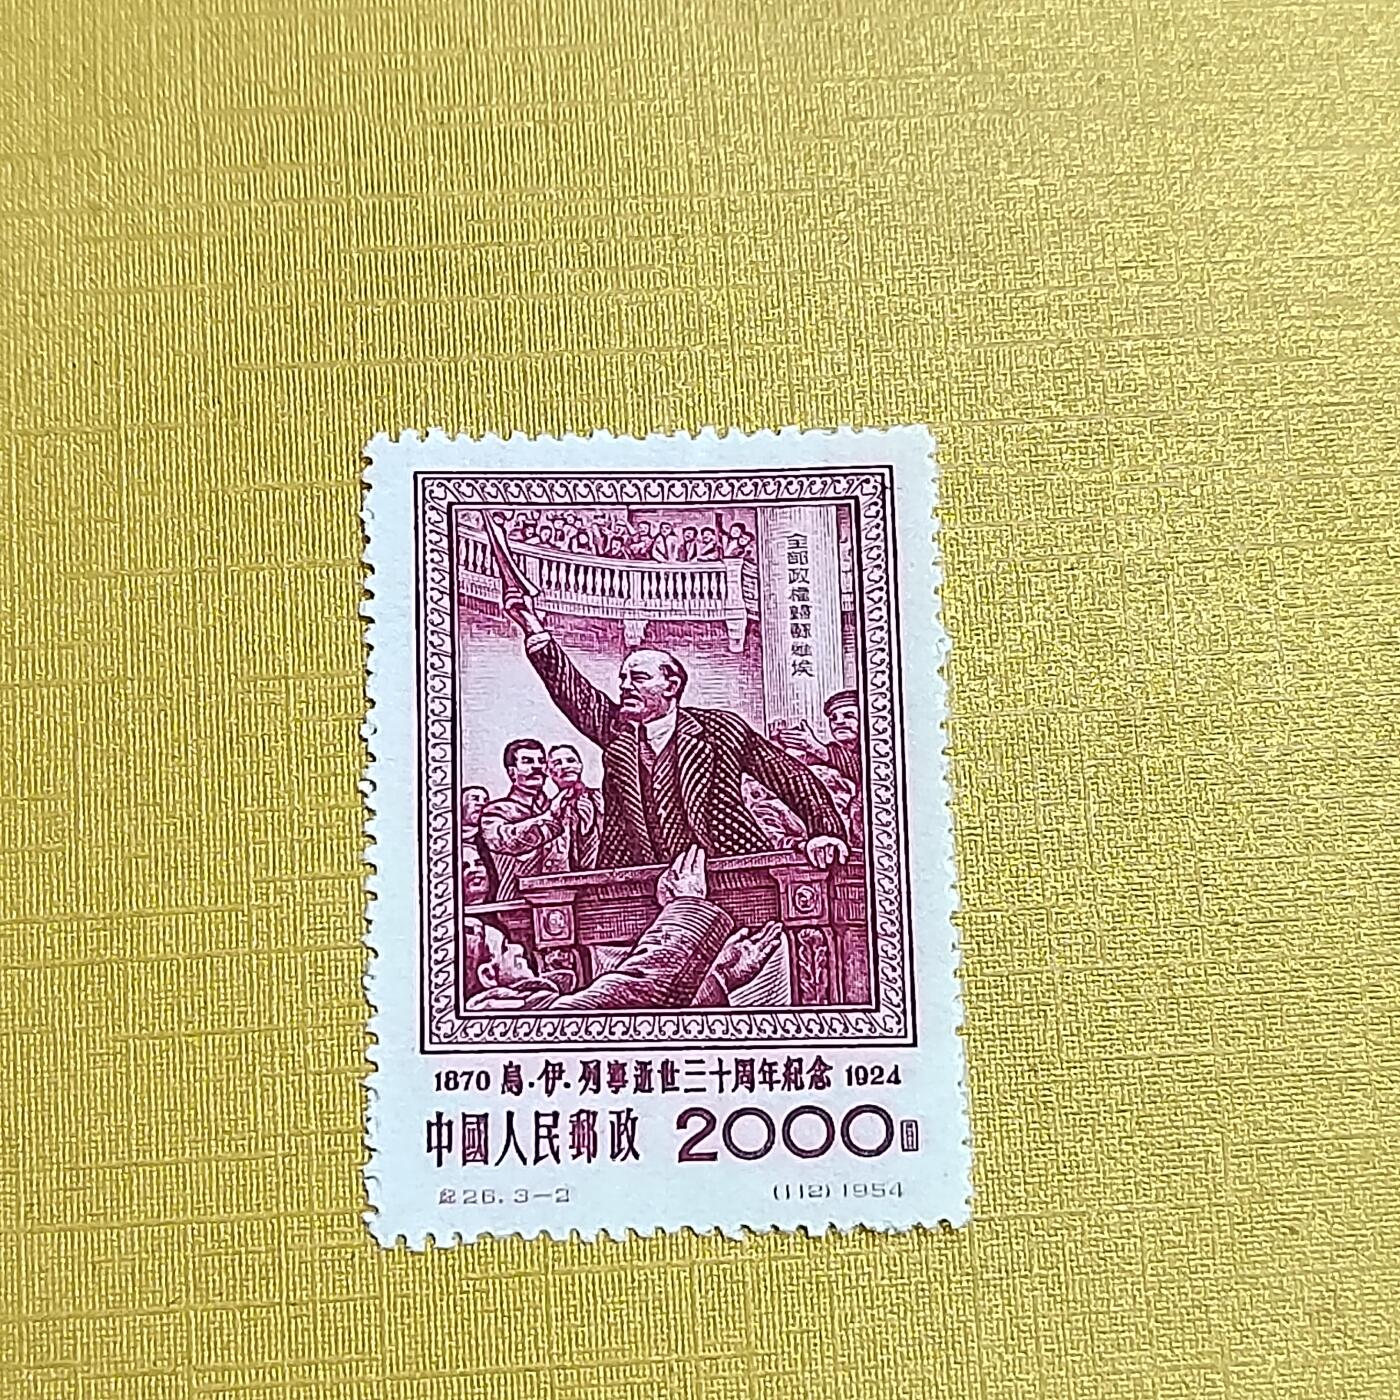 全部政權歸蘇維埃
1870 烏·伊·列寧逝世三十周年紀念 1924
中國人民郵政 2000圓
紀26.3-2 (112)1954